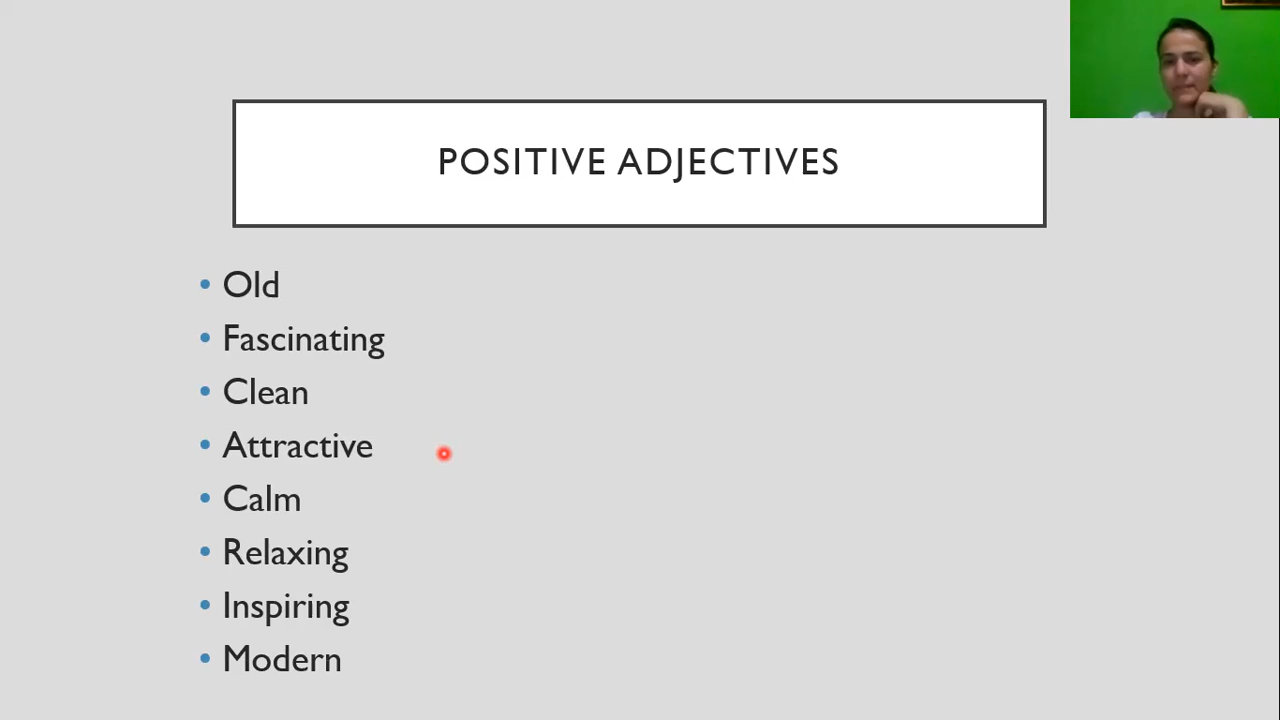 POSITIVE ADJECTIVES
• Old
• Fascinating
• Clean
• Attractive
• Calm
• Relaxing
• Inspiring
• Modern